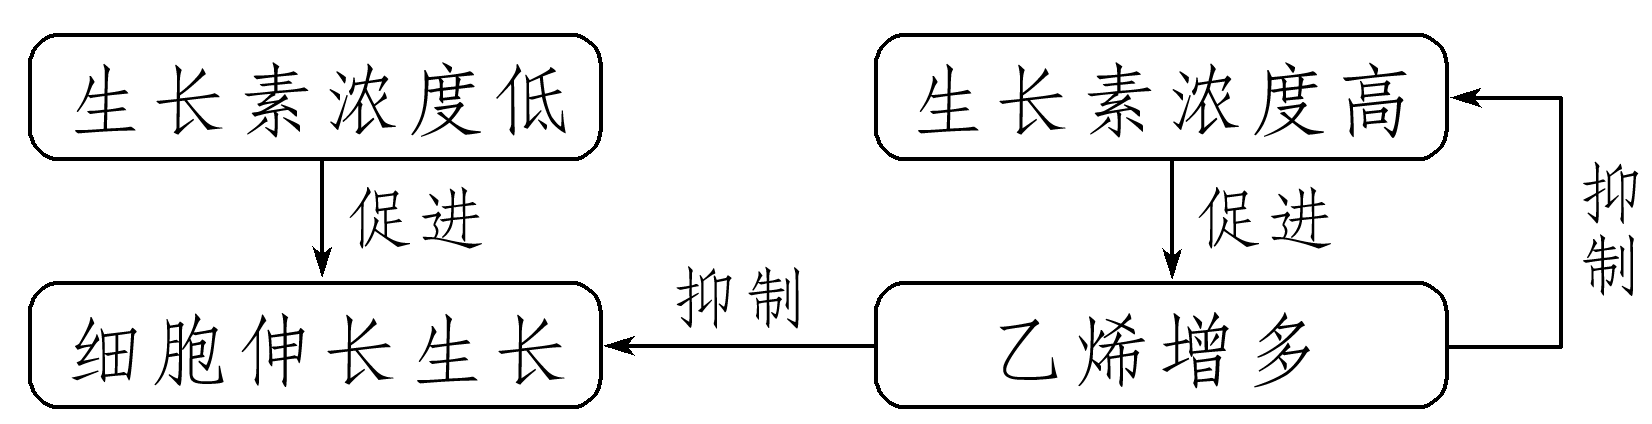 生长素浓度低
生长素浓度高
促进
促进
抑制
抑制
细胞伸长生长
乙烯增多